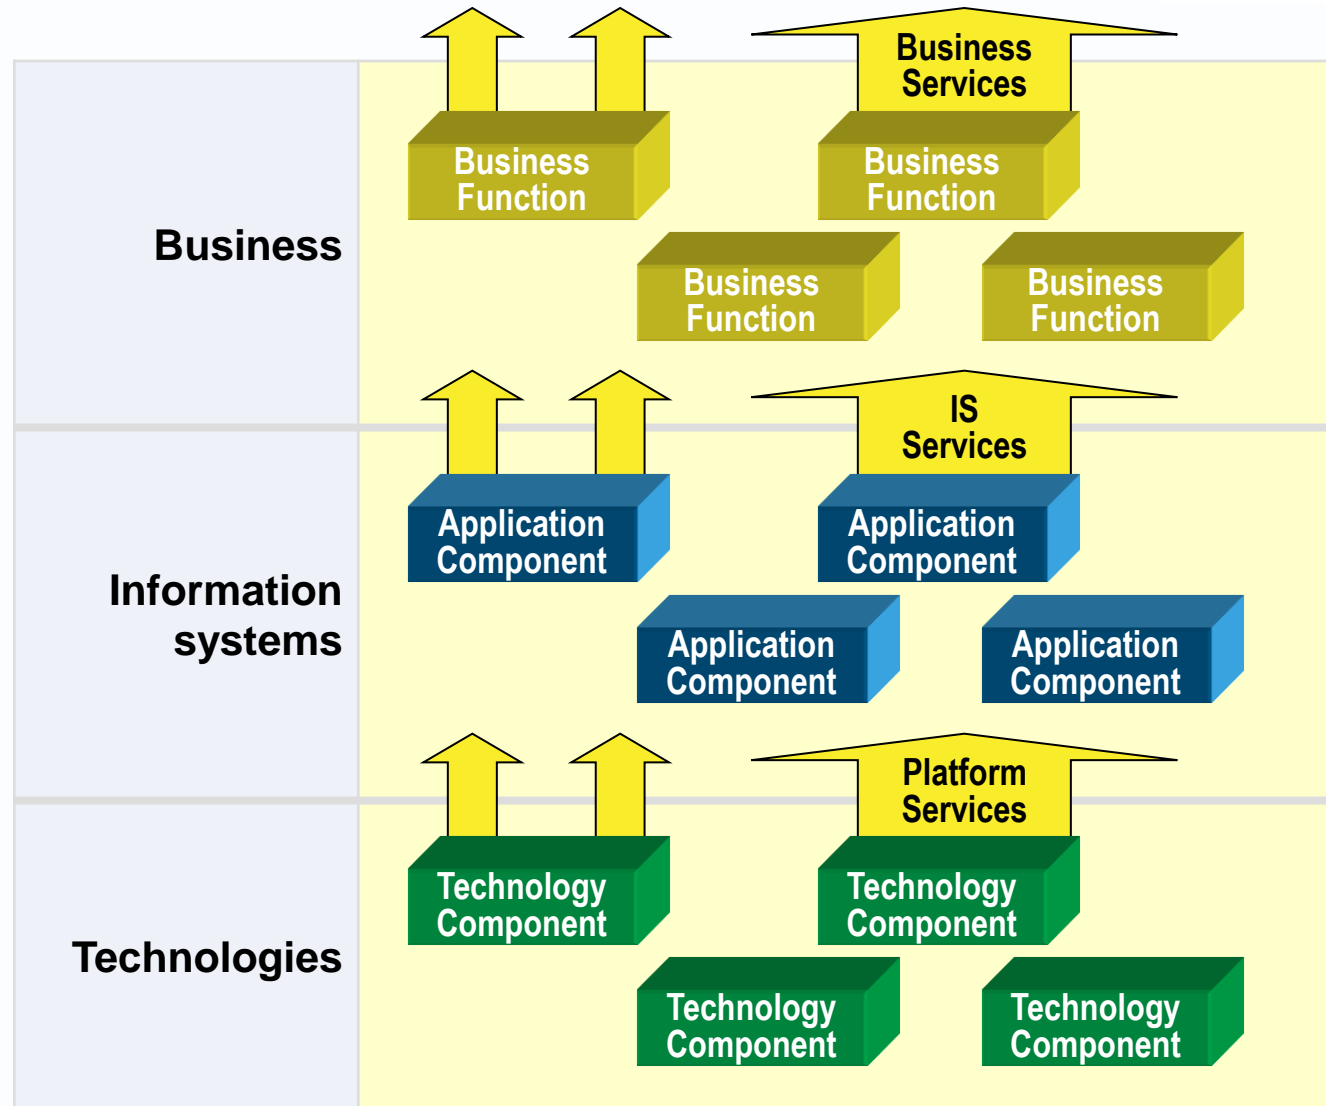 Business
Services
Business
Function
Business
Function
Business
Business
Function
Business
Function
IS
Services
Application
Component
Application
Component
Information
systems
Application
Component
Application
Component
Platform
Services
Technology
Component
Technology
Component
Technologies
Technology
Component
Technology
Component